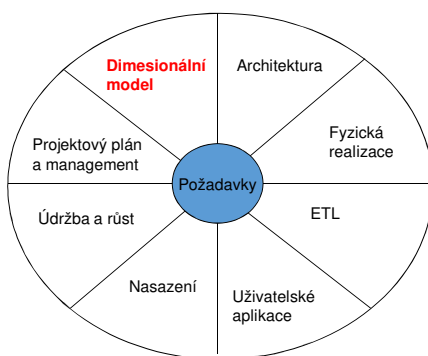 Dimesionální
model
Architektura
Fyzická
realizace
Projektový plán
a management
Požadavky
Údržba a růst
ETL
Nasazení
Uživatelské
aplikace